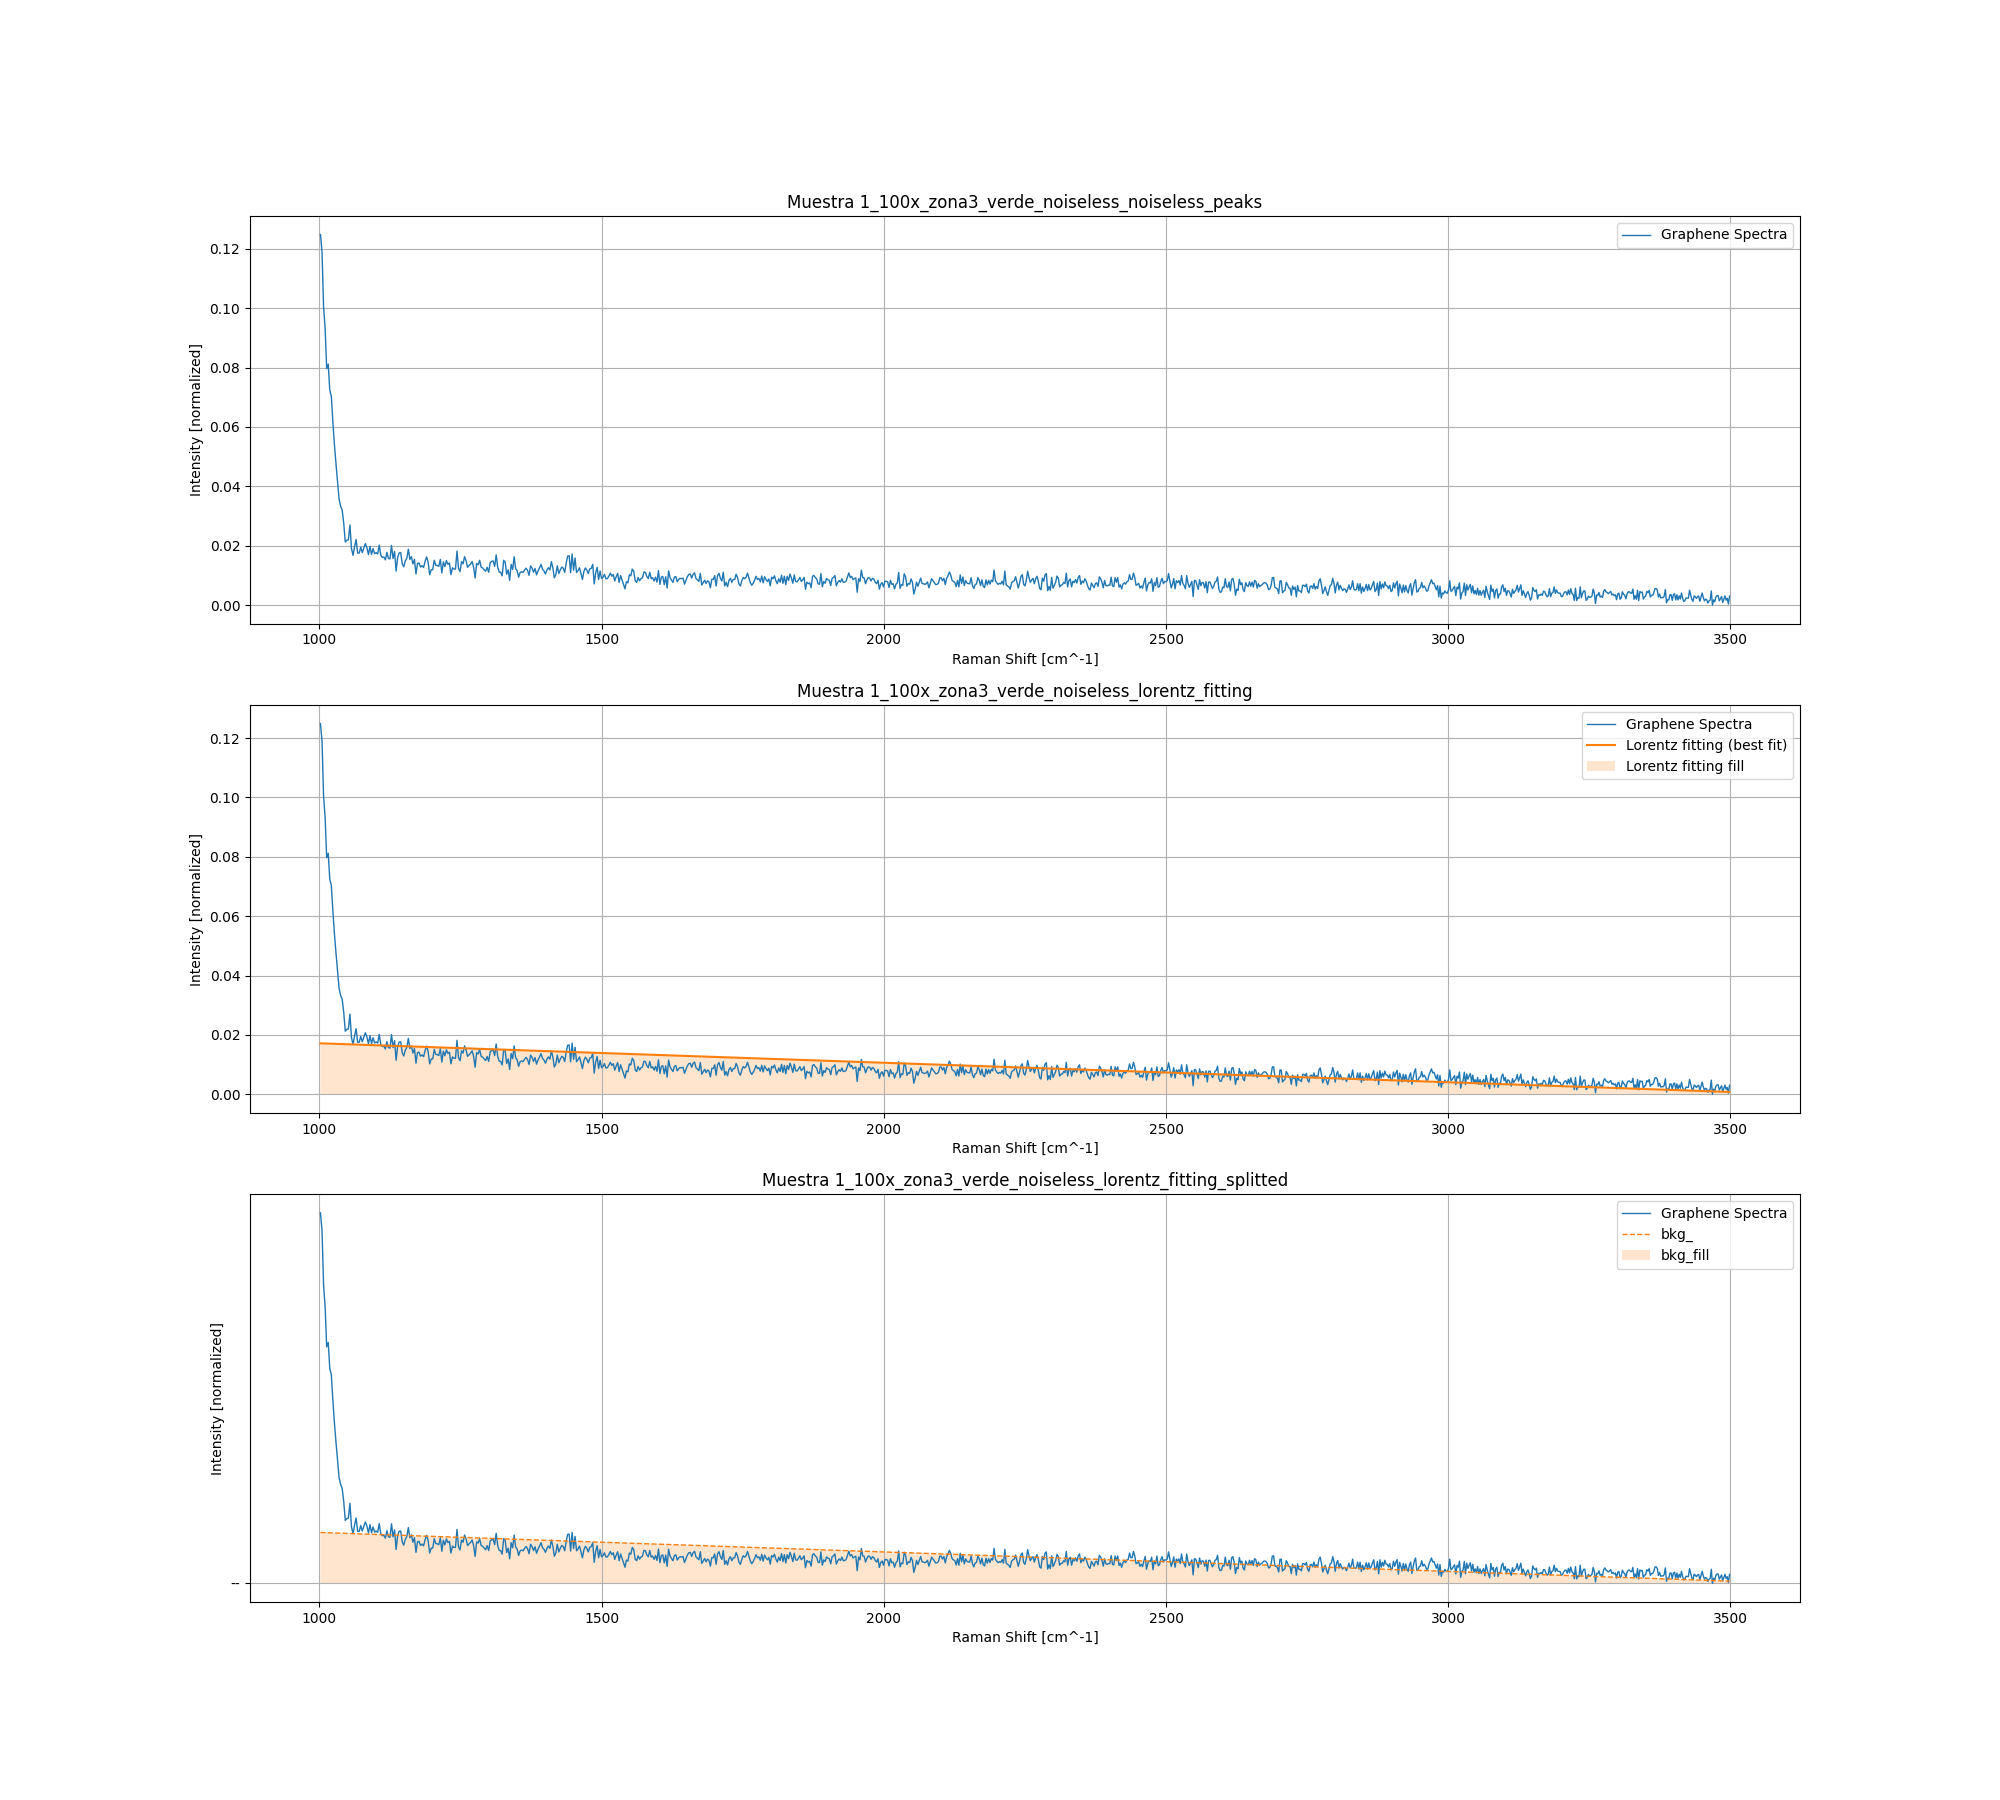 Muestra 1_100x_zona3_verde_noiseless_noiseless_peaks
Graphene Spectra
0.12
0.10
0.08
0.06
0.04
0.02
0.00
Intensity [normalized]
1000 1500 2000 2500 3000 3500
Raman Shift [cm^-1]
Muestra 1_100x_zona3_verde_noiseless_lorentz_fitting
Graphene Spectra
Lorentz fitting (best fit)
Lorentz fitting fill
0.12
0.10
0.08
0.06
0.04
0.02
0.00
Intensity [normalized]
1000 1500 2000 2500 3000 3500
Raman Shift [cm^-1]
Muestra 1_100x_zona3_verde_noiseless_lorentz_fitting_splitted
Graphene Spectra
bkg_
bkg_fill
--
Intensity [normalized]
1000 1500 2000 2500 3000 3500
Raman Shift [cm^-1]